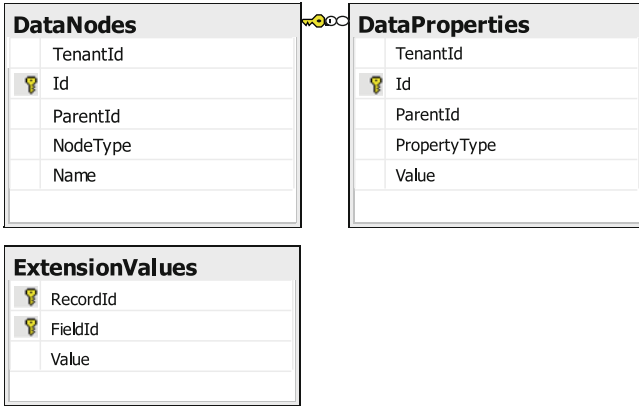 DataNodes
TenantId
Id
ParentId
NodeType
Name
DataProperties
TenantId
Id
ParentId
PropertyType
Value
ExtensionValues
RecordId
FieldId
Value